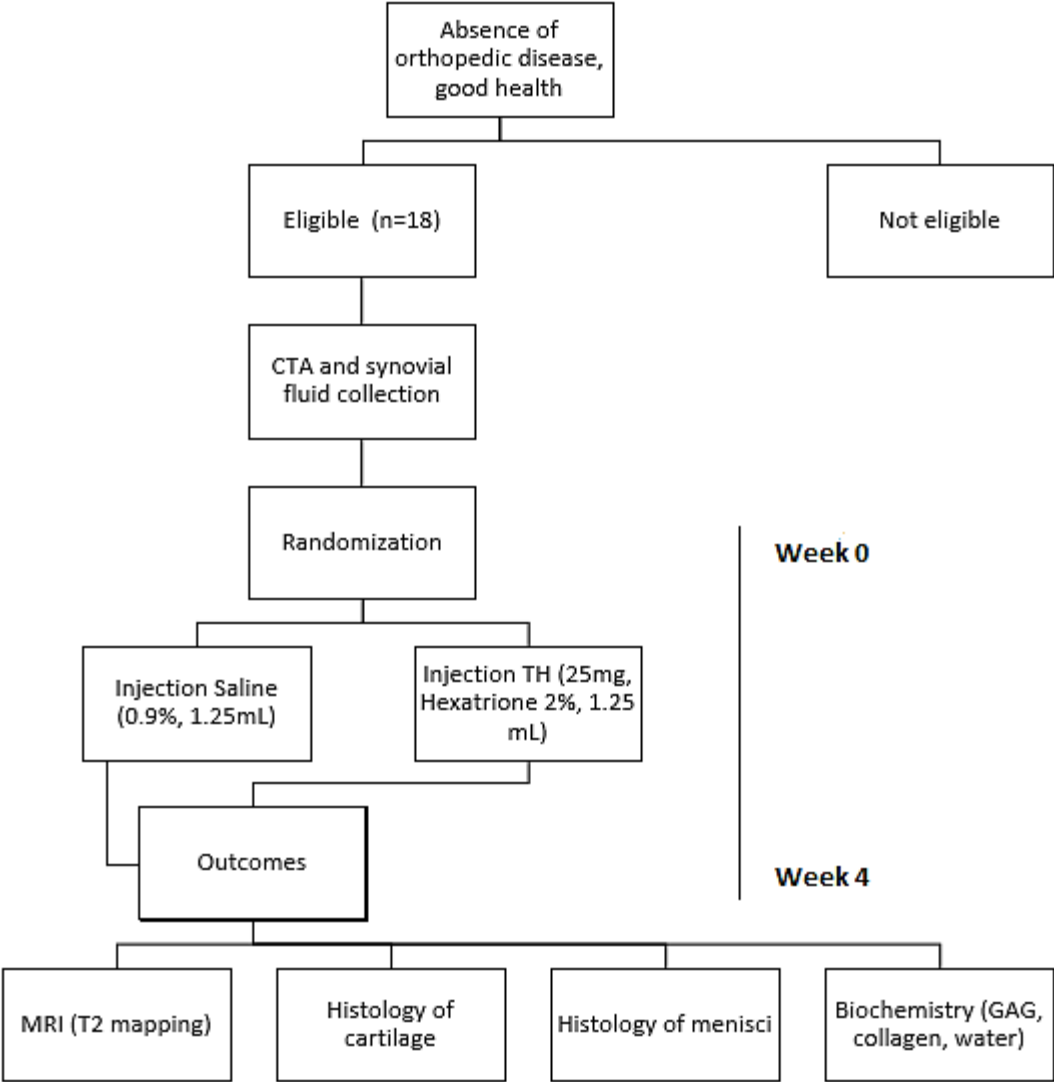 Absence of
orthopedic disease,
good health
Eligible (n=18)
Not eligible
CTA and synovial
fluid collection
Randomization
Week 0
Injection Saline
(0.9%, 1.25mL)
Injection TH (25mg,
Hexatrione 2%, 1.25
mL)
Outcomes
Week 4
MRI (T2 mapping)
Histology of
cartilage
Histology of menisci
Biochemistry (GAG,
collagen, water)